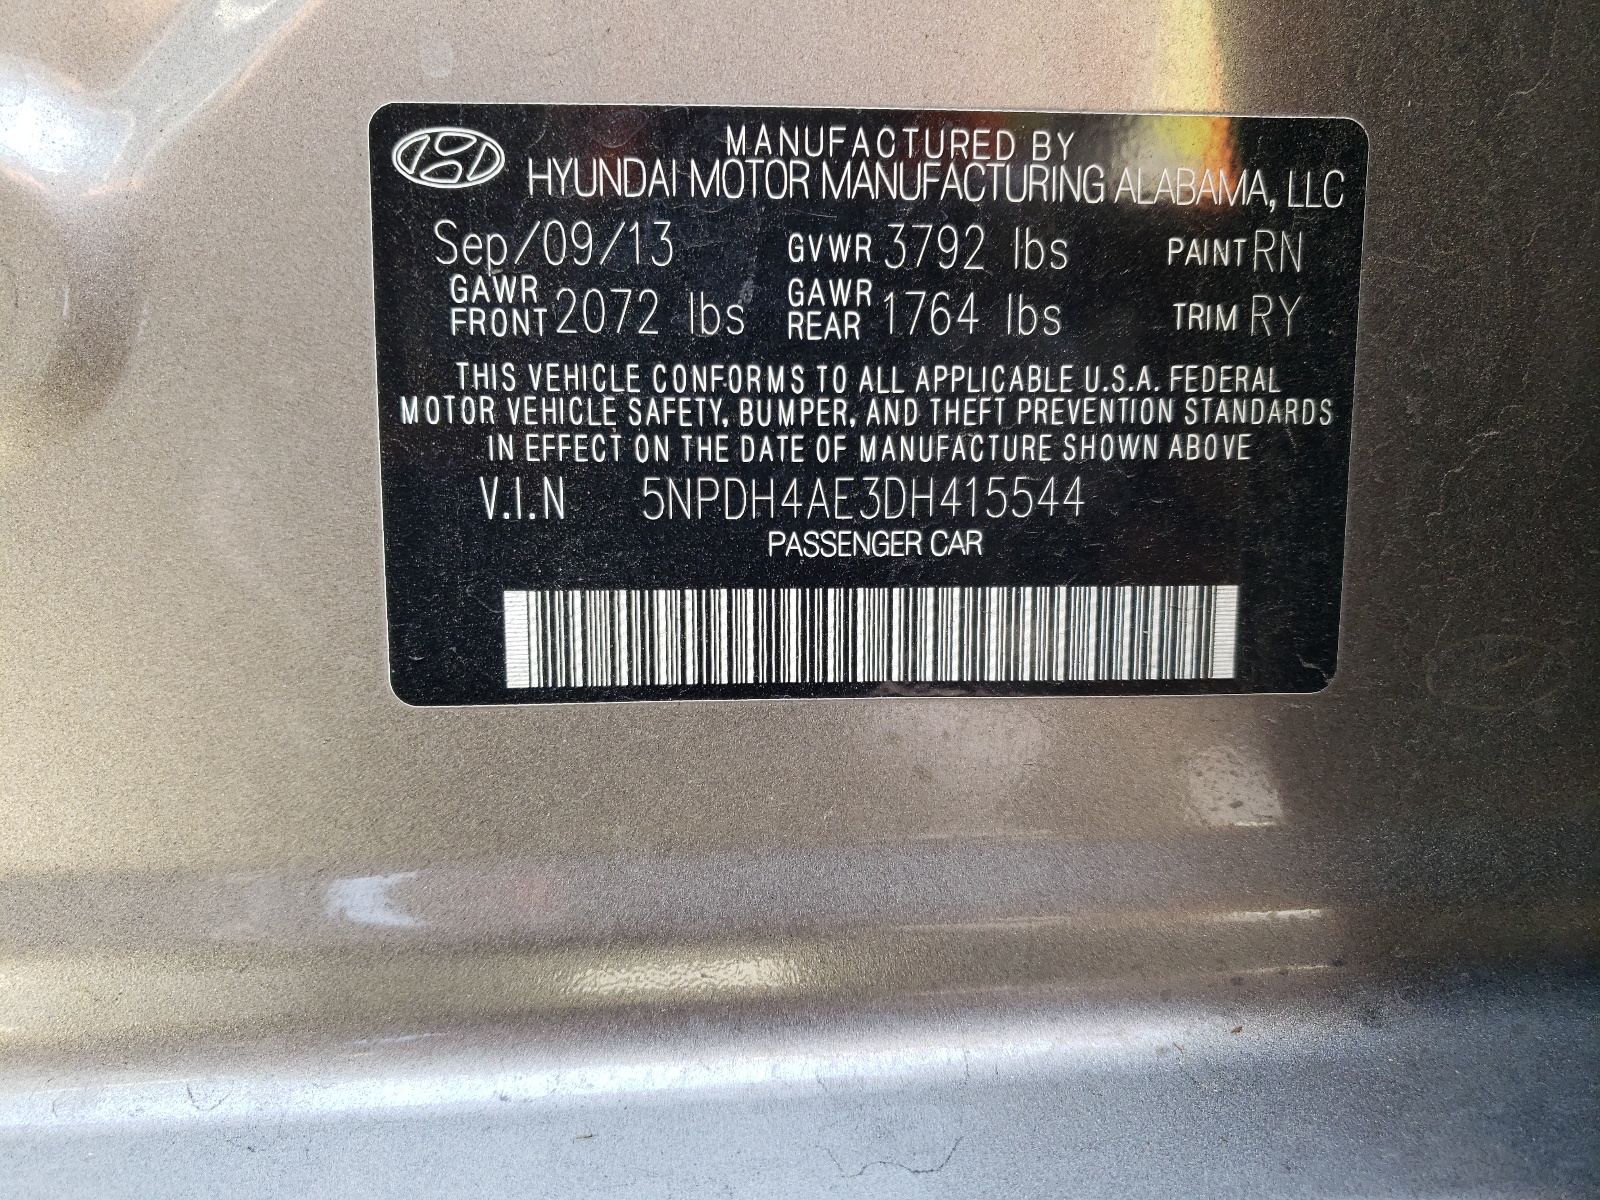 MANUFACTURED BY
HYUNDAI MOTOR MANUFACTURING ALABAMA, LLC
Sep/09/13 GVWR 3792 lbs PAINT RN
GAWR FRONT 2072 lbs GAWR REAR 1764 lbs TRIM RY
THIS VEHICLE CONFORMS TO ALL APPLICABLE U.S.A. FEDERAL
MOTOR VEHICLE SAFETY, BUMPER, AND THEFT PREVENTION STANDARDS
IN EFFECT ON THE DATE OF MANUFACTURE SHOWN ABOVE
V.I.N 5NPDH4AE3DH415544
PASSENGER CAR